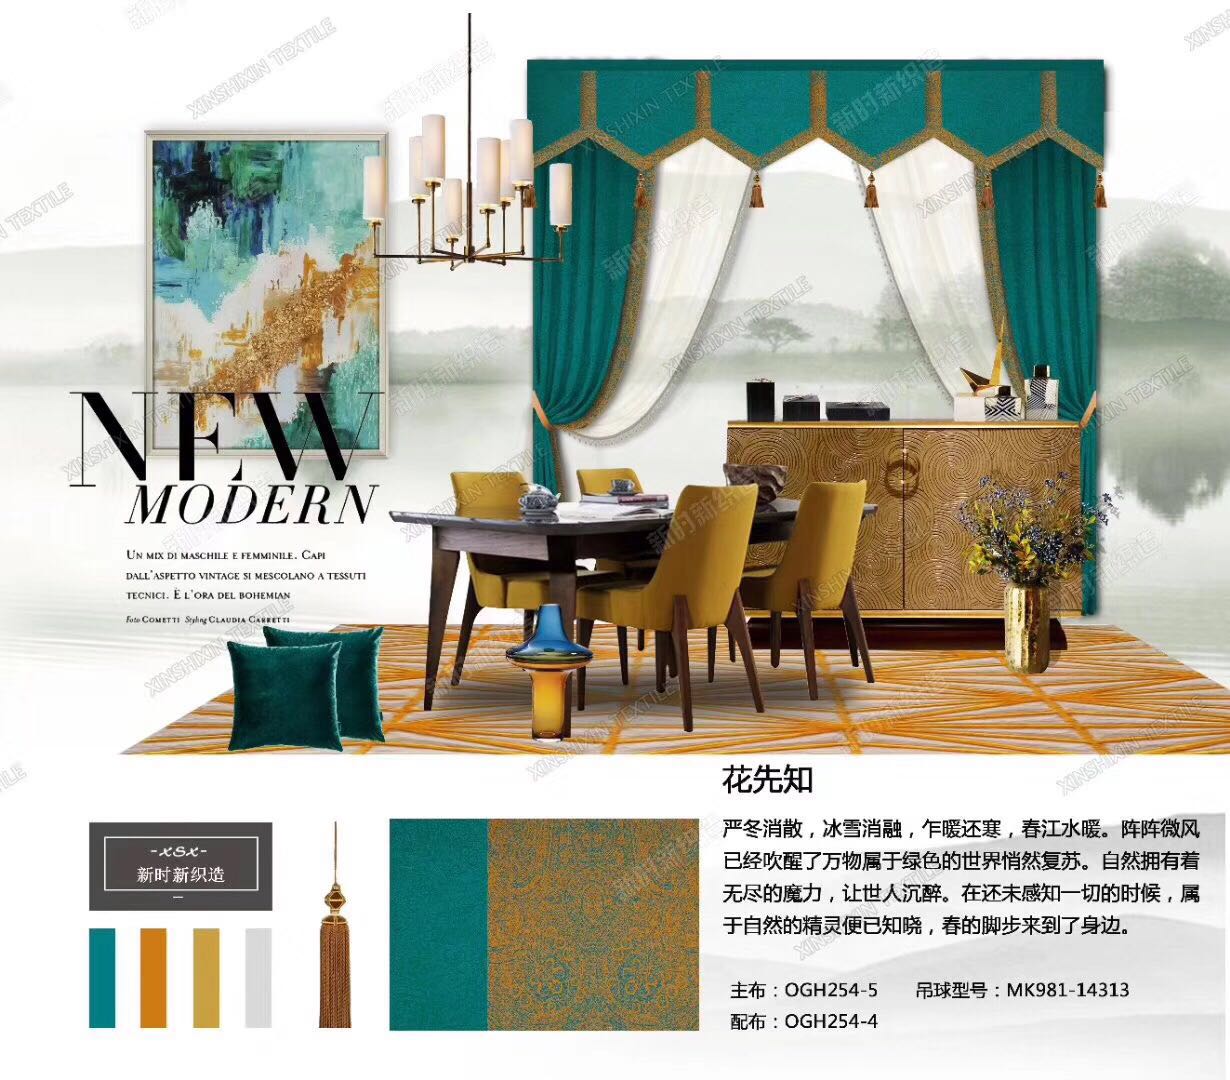 NEW
MODERN
UN MIX DI MASCHILE E FEMMINILE. CAPI
DALL'ASPETTO VINTAGE SI MESCOLANO A TESSUTI
TECNICI. È L'ORA DEL BOHEMIAN
Foto COMETTI Styling CLAUDIA CARRETTI
花先知
严冬消散，冰雪消融，乍暖还寒，春江水暖。阵阵微风
已经吹醒了万物属于绿色的世界悄然复苏。自然拥有着
无尽的魔力，让世人沉醉。在还未感知一切的时候，属
于自然的精灵便已知晓，春的脚步来到了身边。
-xsx-
新时新织造
主布：OGH254-5 吊球型号：MK981-14313
配布：OGH254-4
XINSHIXIN TEXTILE
新时新织造